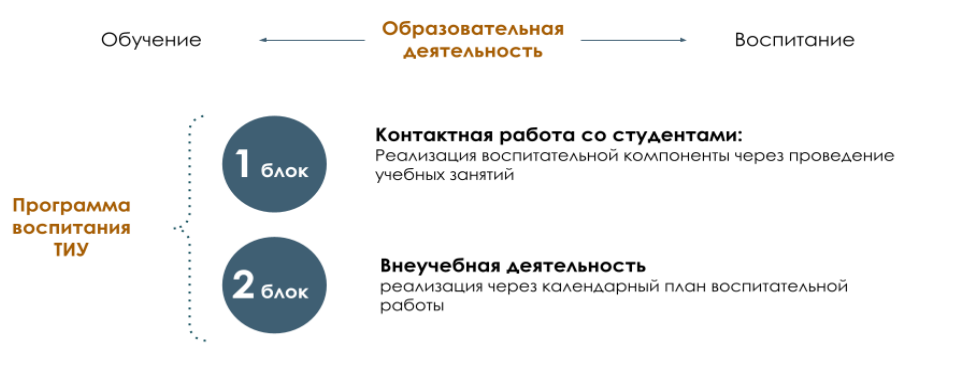 Обучение
Образовательная
деятельность
Воспитание
Программа
воспитания
ТИУ
1 блок
Контактная работа со студентами:
Реализация воспитательной компоненты через проведение
учебных занятий
2 блок
Внеучебная деятельность
реализация через календарный план воспитательной
работы